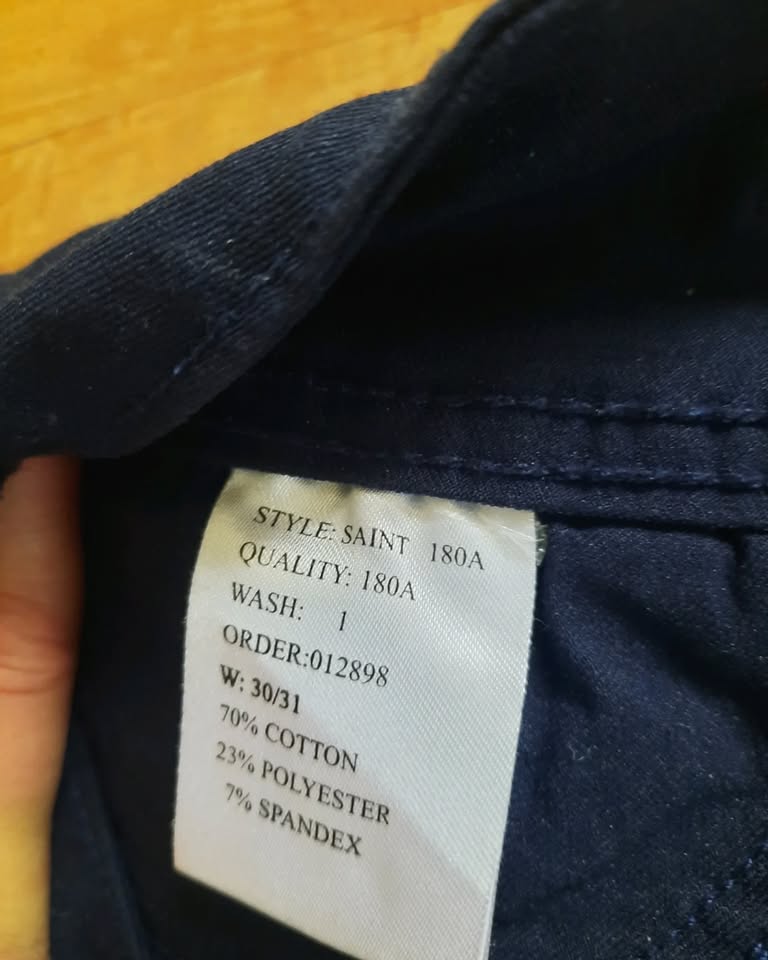 STYLE: SAINT 180A
QUALITY: 180A
WASH: 1
ORDER:012898
W: 30/31
70% COTTON
23% POLYESTER
7% SPANDEX